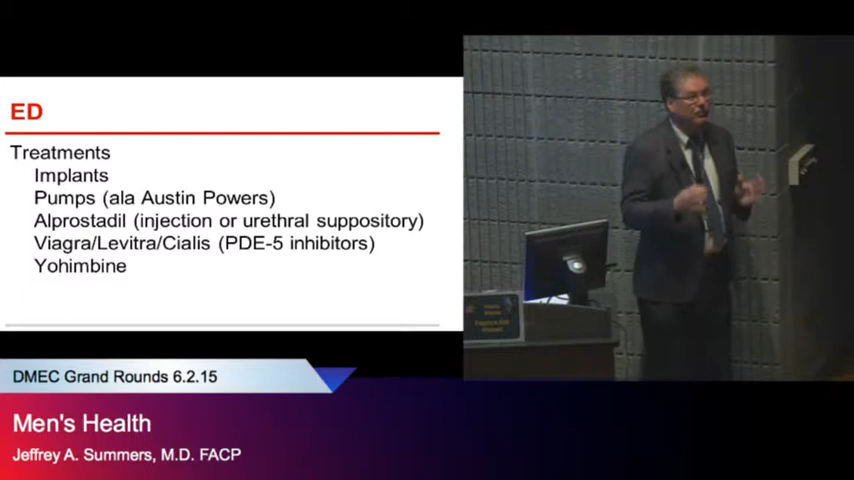 ED
Treatments
Implants
Pumps (ala Austin Powers)
Alprostadil (injection or urethral suppository)
Viagra/Levitra/Cialis (PDE-5 inhibitors)
Yohimbine
DMEC Grand Rounds 6.2.15
Men's Health
Jeffrey A. Summers, M.D. FACP